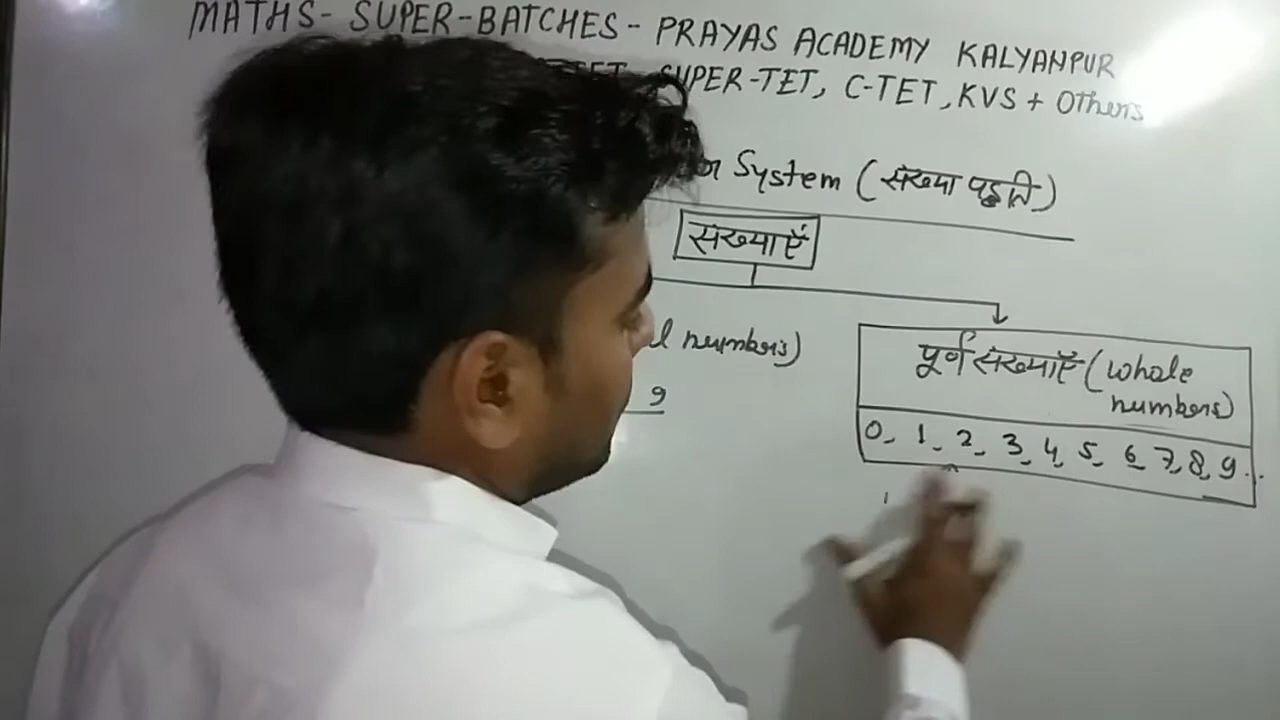 MATHS- SUPER-BATCHES- PRAYAS ACADEMY KALYANPUR
SUPER-TET, C-TET, KVS + Others
System (संख्या पद्धति)
संख्याएँ
numbers)
9
पूर्ण संख्याएँ (whole
numbers)
0, 1, 2, 3, 4, 5, 6, 7, 8, 9...